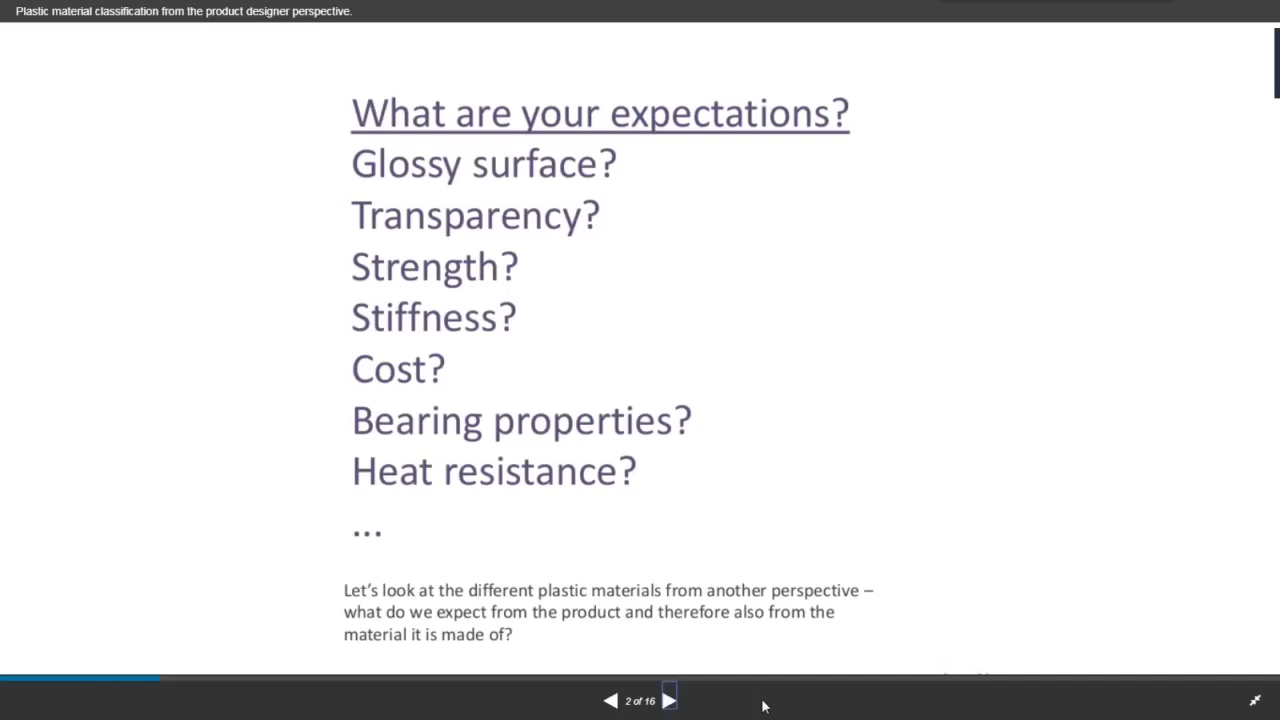 Plastic material classification from the product designer perspective.
What are your expectations?
Glossy surface?
Transparency?
Strength?
Stiffness?
Cost?
Bearing properties?
Heat resistance?
...
Let’s look at the different plastic materials from another perspective –
what do we expect from the product and therefore also from the
material it is made of?
2 of 16